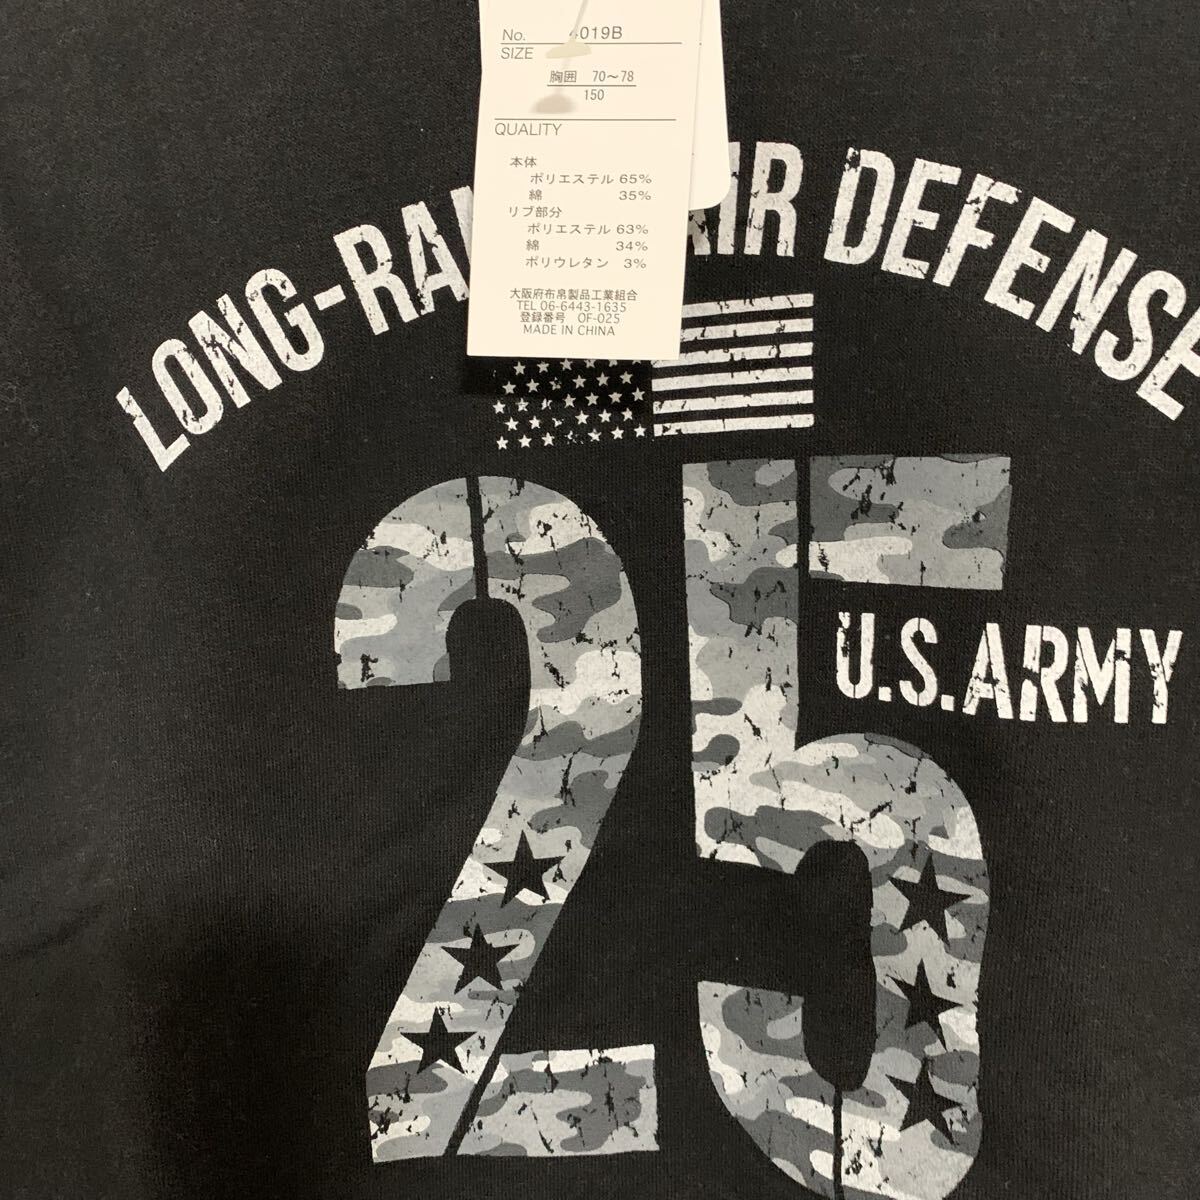 No. 4019B
SIZE
胸囲 70〜78
150
QUALITY
本体
ポリエステル 65%
綿 35%
リブ部分
ポリエステル 63%
綿 34%
ポリウレタン 3%
大阪府布帛製品工業組合
TEL 06-6443-1635
登録番号 OF-025
MADE IN CHINA
LONG-RA AIR DEFENSE
25
U.S.ARMY